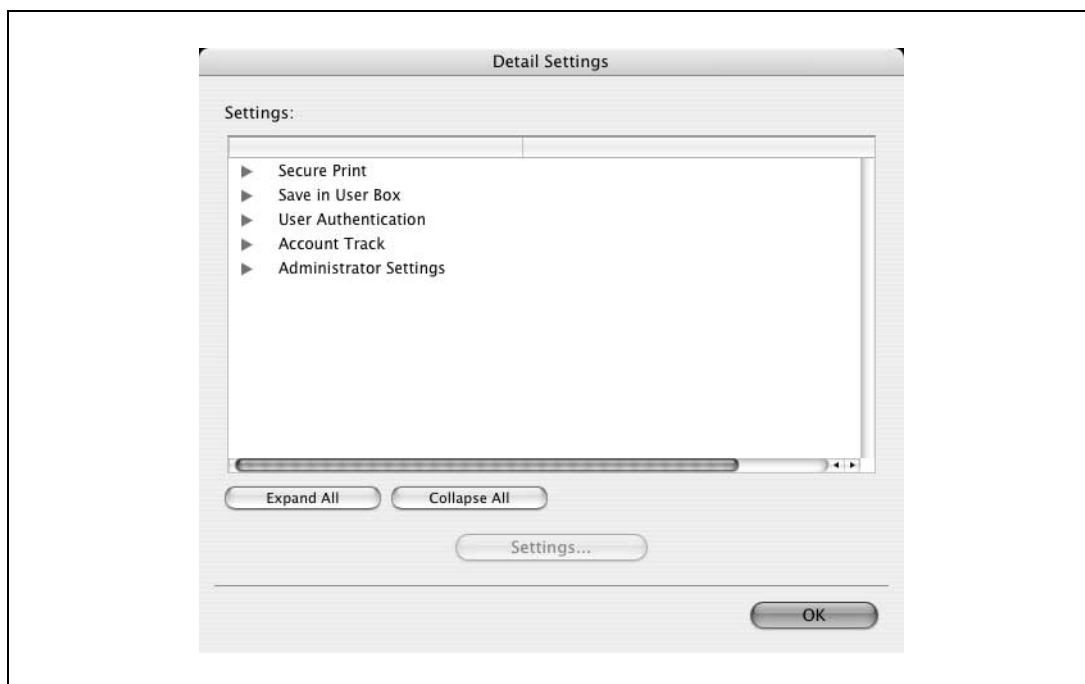 Detail Settings
Settings:
Secure Print
Save in User Box
User Authentication
Account Track
Administrator Settings
Expand All Collapse All
Settings...
OK